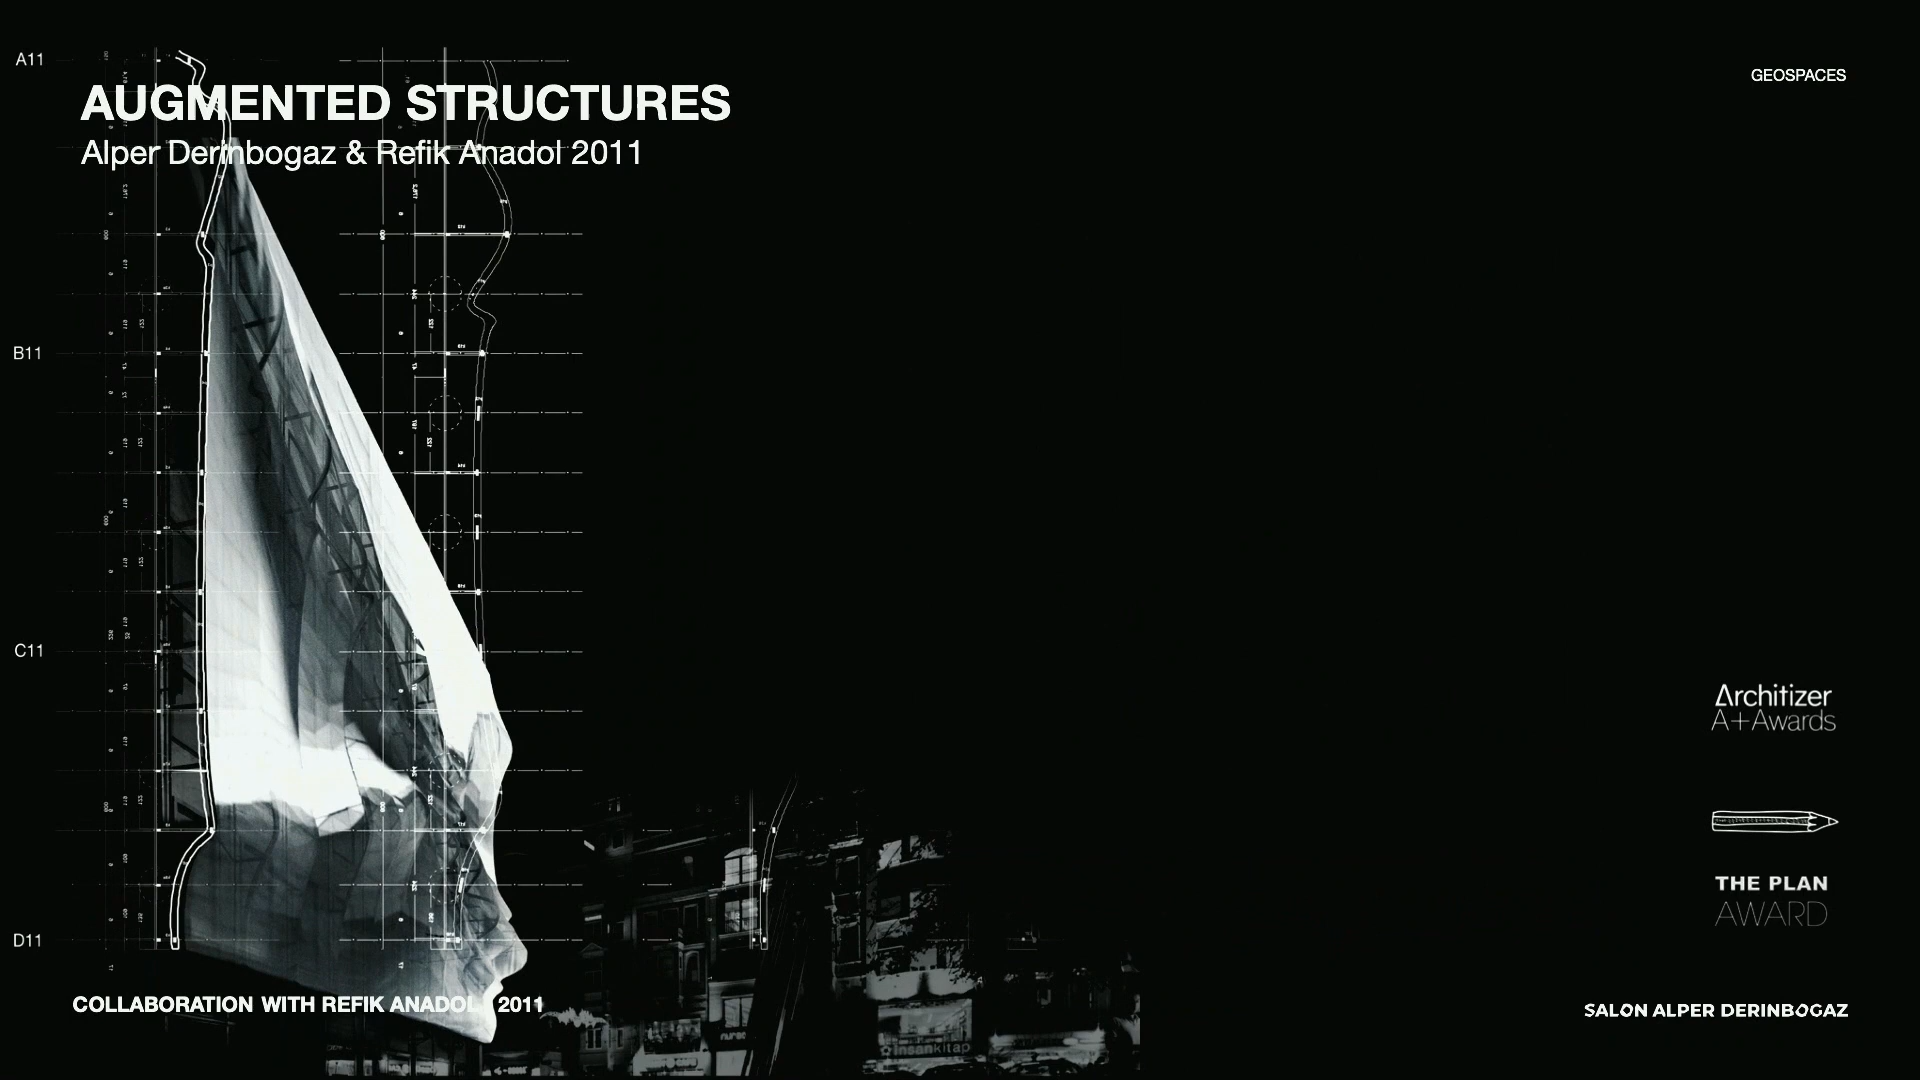 A11
AUGMENTED STRUCTURES
Alper Derinbogaz & Refik Anadol 2011
GEOSPACES
B11
C11
Architizer
A+Awards
THE PLAN
AWARD
D11
COLLABORATION WITH REFIK ANADOL 2011
SALON ALPER DERINBOGAZ
insankitap